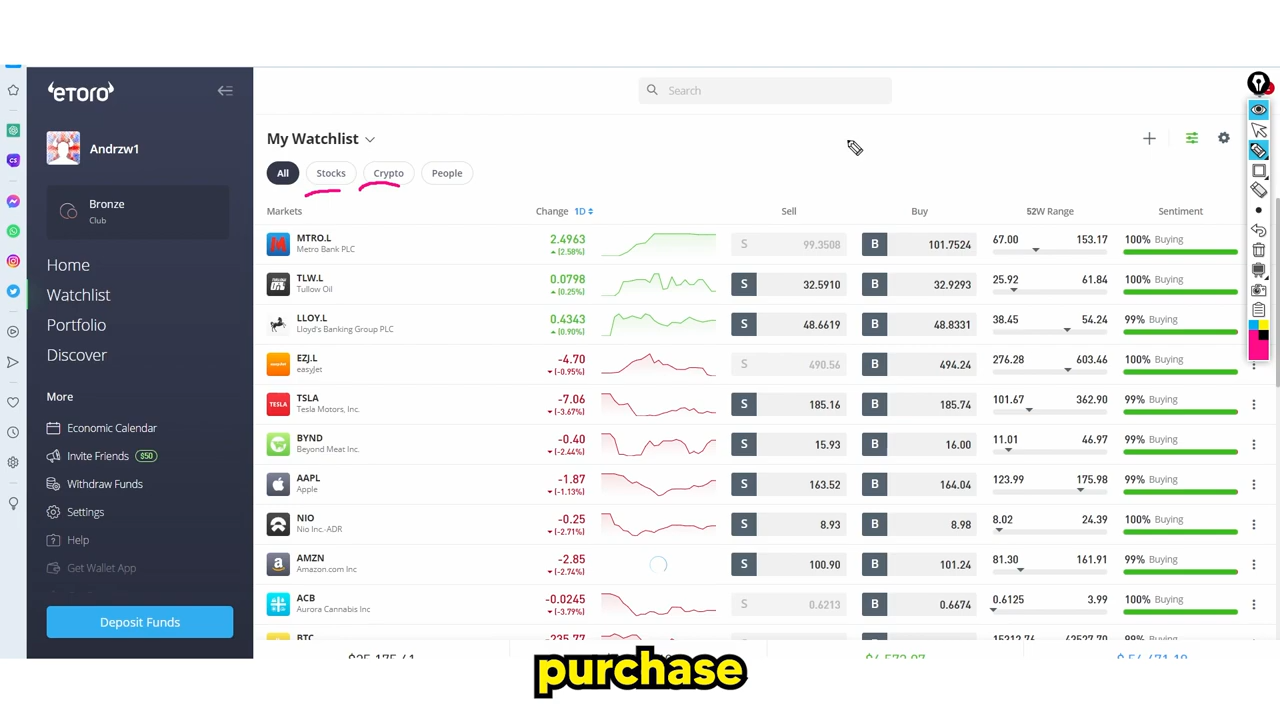 eToro
Search
Andrzw1
Bronze
Club
Home
Watchlist
Portfolio
Discover
More
Economic Calendar
Invite Friends $50
Withdraw Funds
Settings
Help
Get Wallet App
Deposit Funds
My Watchlist
All Stocks Crypto People
Markets Change 1D Sell Buy 52W Range Sentiment
MTRO.L 2.4963 S 99.3508 B 101.7524 67.00 153.17 100% Buying
Metro Bank PLC (2.58%)
TLW.L 0.0798 S 32.5910 B 32.9293 25.92 61.84 100% Buying
Tullow Oil (0.25%)
LLOY.L 0.4343 S 48.6619 B 48.8331 38.45 54.24 99% Buying
Lloyd's Banking Group PLC (0.90%)
EZJ.L -4.70 S 490.56 B 494.24 276.28 603.46 100% Buying
easyJet (-0.95%)
TSLA -7.06 S 185.16 B 185.74 101.67 362.90 99% Buying
Tesla Motors, Inc. (-3.67%)
BYND -0.40 S 15.93 B 16.00 11.01 46.97 99% Buying
Beyond Meat Inc. (-2.44%)
AAPL -1.87 S 163.52 B 164.04 123.99 175.98 100% Buying
Apple (-1.13%)
NIO -0.25 S 8.93 B 8.98 8.02 24.39 100% Buying
Nio Inc.-ADR (-2.71%)
AMZN -2.85 S 100.90 B 101.24 81.30 161.91 99% Buying
Amazon.com Inc (-2.74%)
ACB -0.0245 S 0.6213 B 0.6674 0.6125 3.99 100% Buying
Aurora Cannabis Inc (-3.79%)
BTC -235.77
purchase